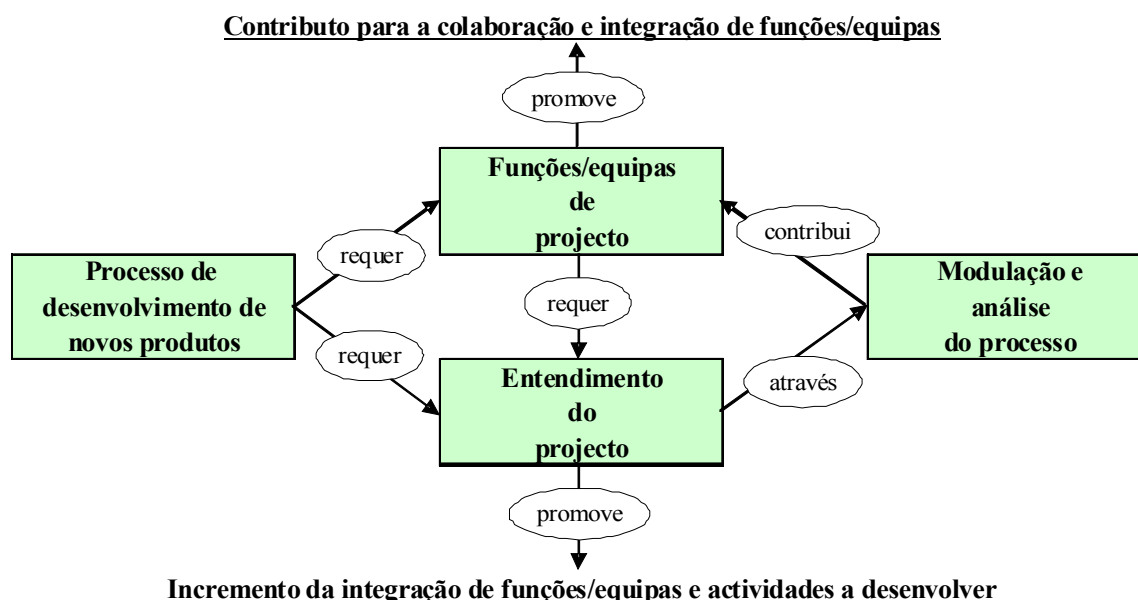 Contributo para a colaboração e integração de funções/equipas
promove
Funções/equipas
de
projecto
requer
contribui
Processo de
desenvolvimento de
novos produtos
requer
Modulação e
análise
do processo
requer
Entendimento
do
projecto
através
promove
Incremento da integração de funções/equipas e actividades a desenvolver